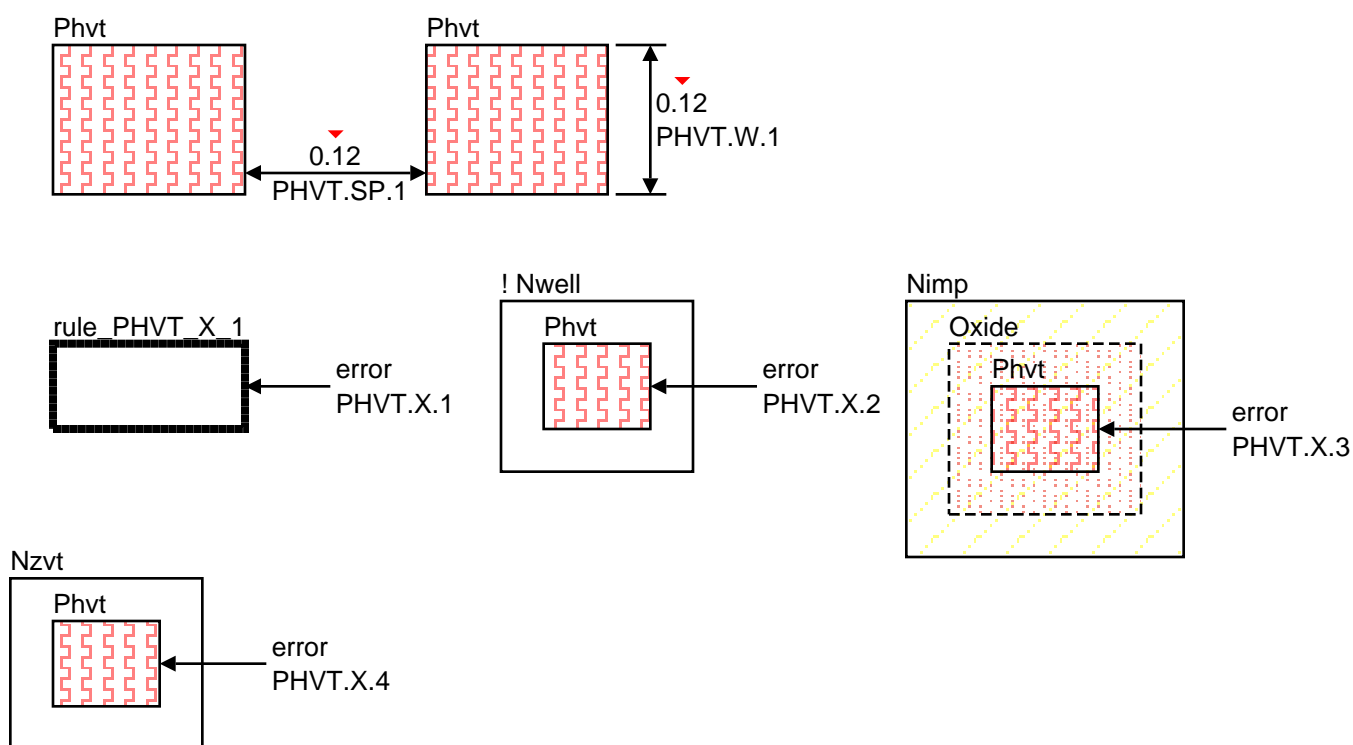 Phvt
Phvt
0.12
PHVT.SP.1
0.12
PHVT.W.1
rule_PHVT_X_1
error
PHVT.X.1
! Nwell
Phvt
error
PHVT.X.2
Nimp
Oxide
Phvt
error
PHVT.X.3
Nzvt
Phvt
error
PHVT.X.4